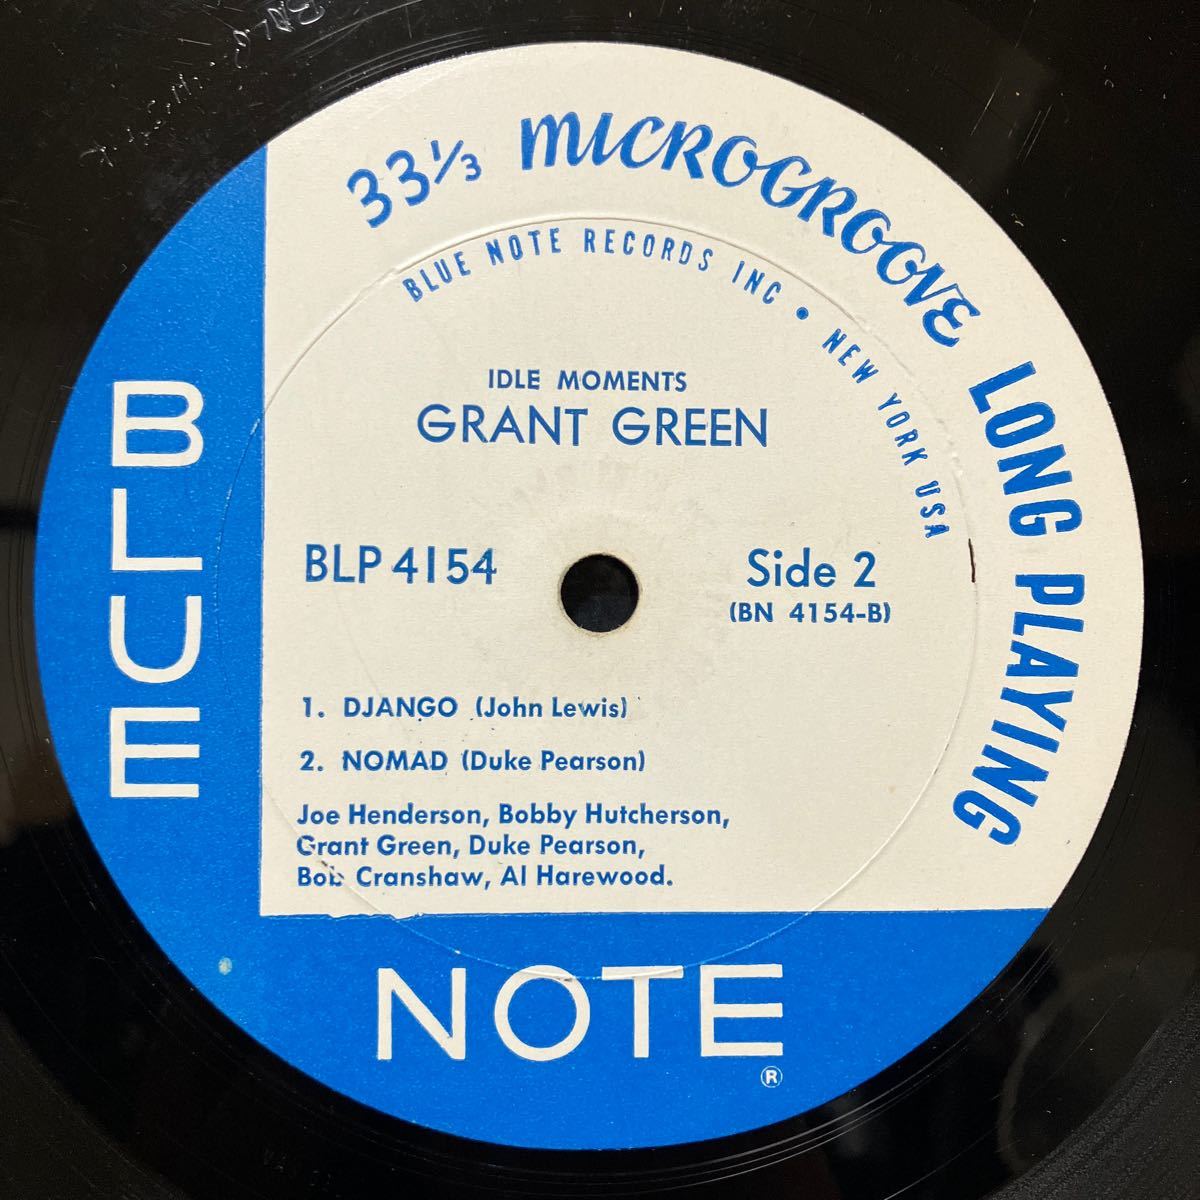 33⅓ MICROGROOVE LONG PLAYING
BLUE NOTE RECORDS INC • NEW YORK USA
IDLE MOMENTS
GRANT GREEN
BLP 4154
Side 2
(BN 4154-B)
1. DJANGO (John Lewis)
2. NOMAD (Duke Pearson)
Joe Henderson, Bobby Hutcherson,
Grant Green, Duke Pearson,
Bob Cranshaw, Al Harewood.
BLUE
NOTE
®